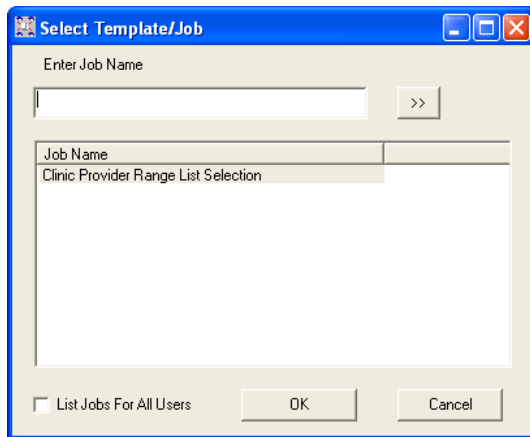 Select Template/Job
Enter Job Name
>>
Job Name
Clinic Provider Range List Selection
List Jobs For All Users
OK
Cancel